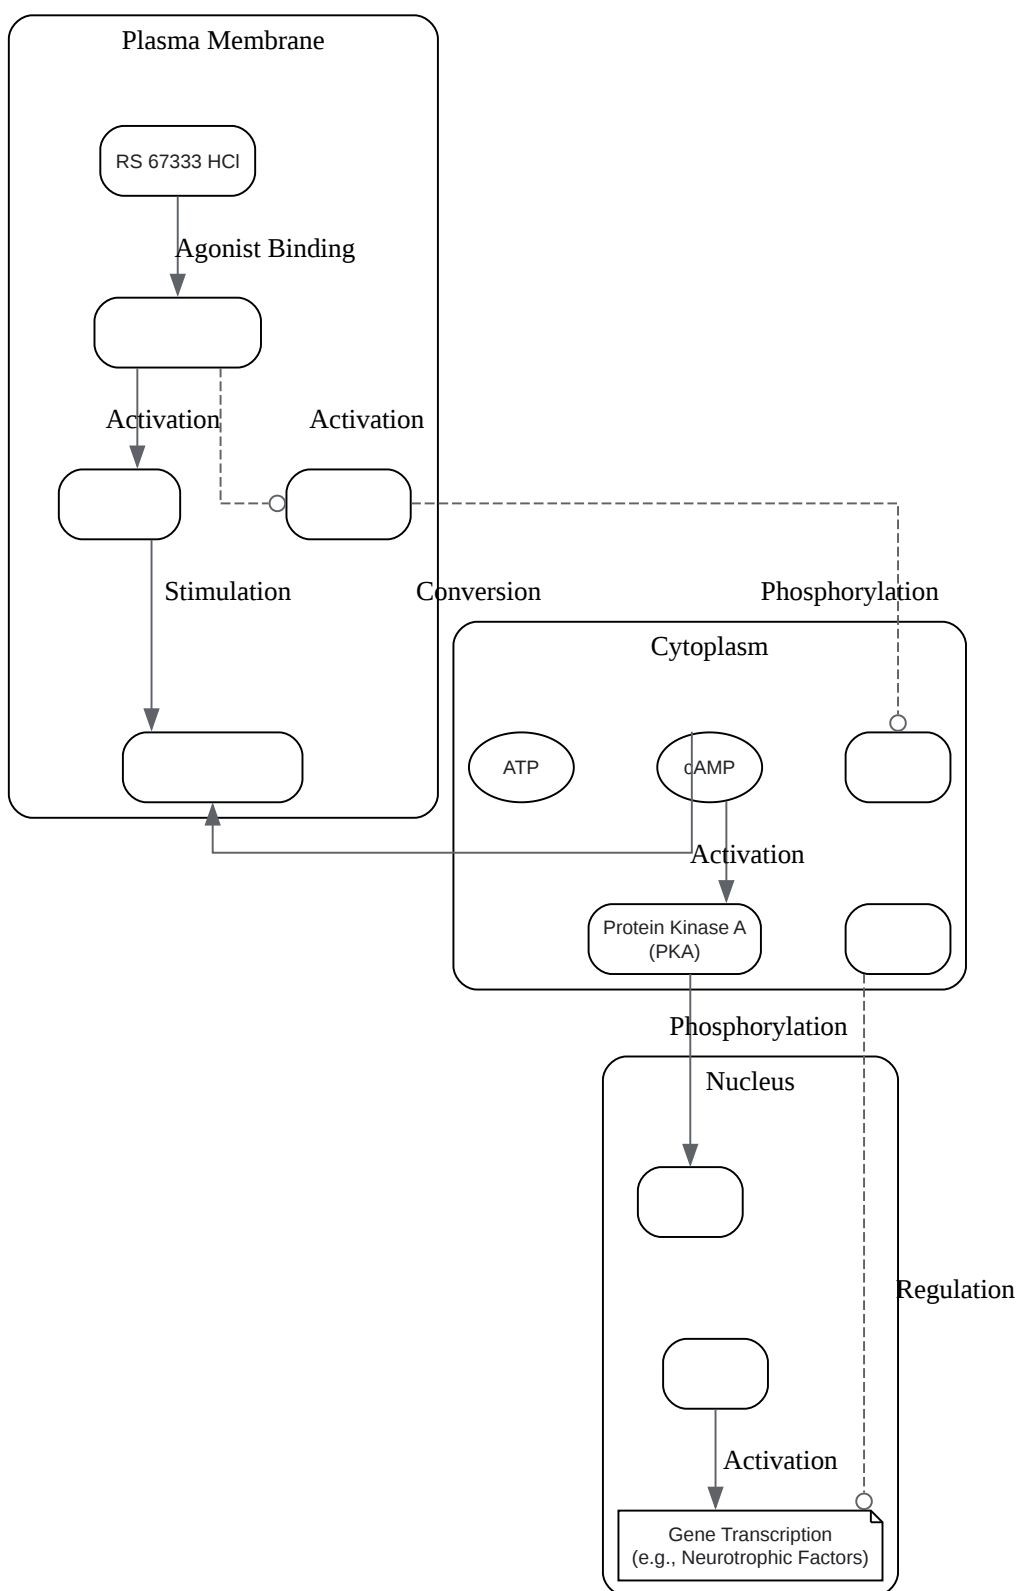 Plasma Membrane
RS 67333 HCl
Agonist Binding
Activation
Activation
Stimulation
Conversion
Phosphorylation
Cytoplasm
ATP
cAMP
Activation
Protein Kinase A
(PKA)
Phosphorylation
Nucleus
Regulation
Activation
Gene Transcription
(e.g., Neurotrophic Factors)